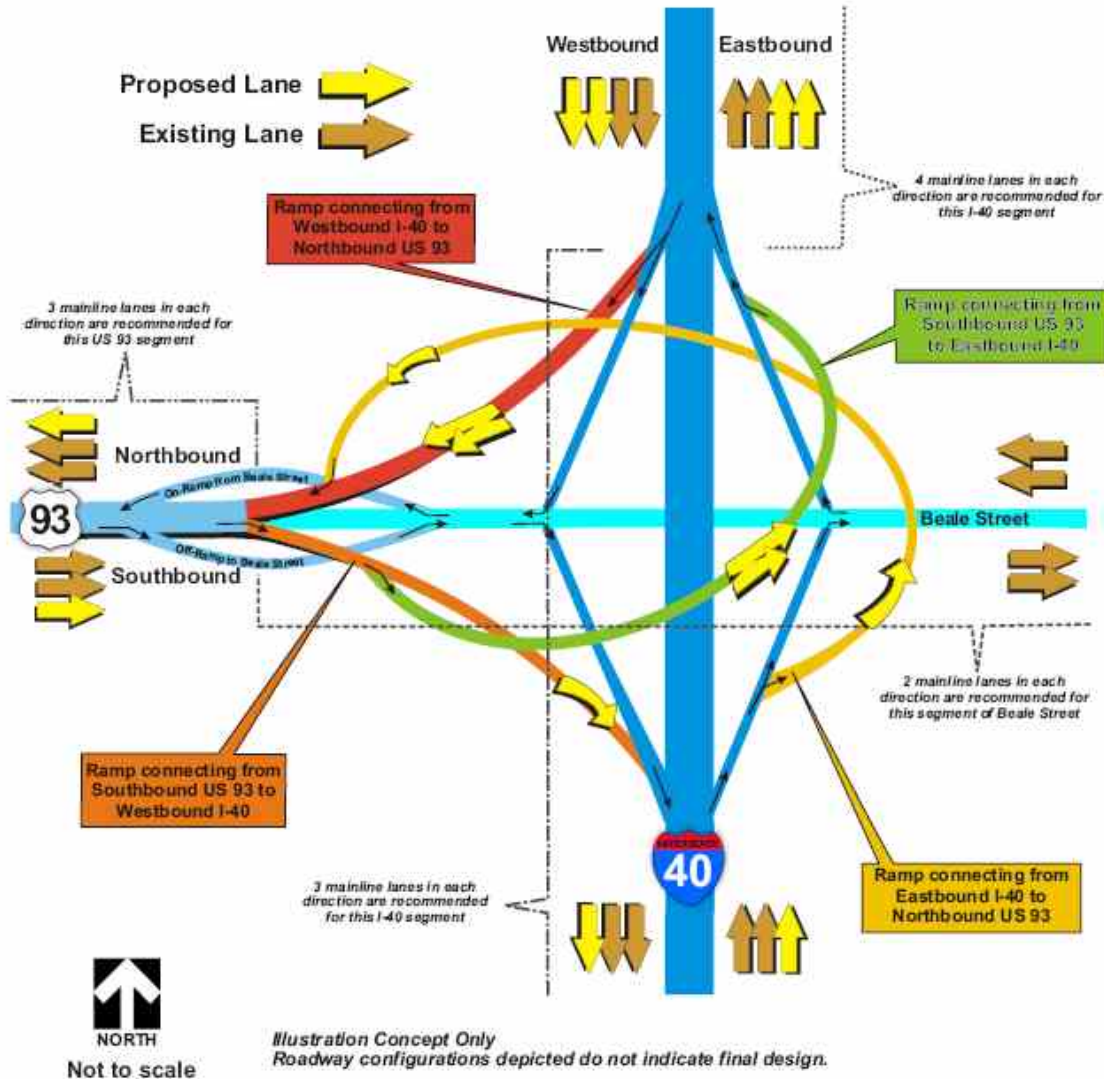 Westbound
Eastbound
Proposed Lane
Existing Lane
4 mainline lanes in each
direction are recommended for
this I-40 segment
Ramp connecting from
Westbound I-40 to
Northbound US 93
3 mainline lanes in each
direction are recommended for
this US 93 segment
Ramp connecting from
Southbound US 93
to Eastbound I-40
Northbound
On-Ramp from Beale Street
93
Beale Street
Off-Ramp to Beale Street
Southbound
2 mainline lanes in each
direction are recommended for
this segment of Beale Street
Ramp connecting from
Southbound US 93 to
Westbound I-40
INTERSTATE
40
Ramp connecting from
Eastbound I-40 to
Northbound US 93
3 mainline lanes in each
direction are recommended
for this I-40 segment
NORTH
Not to scale
Illustration Concept Only
Roadway configurations depicted do not indicate final design.